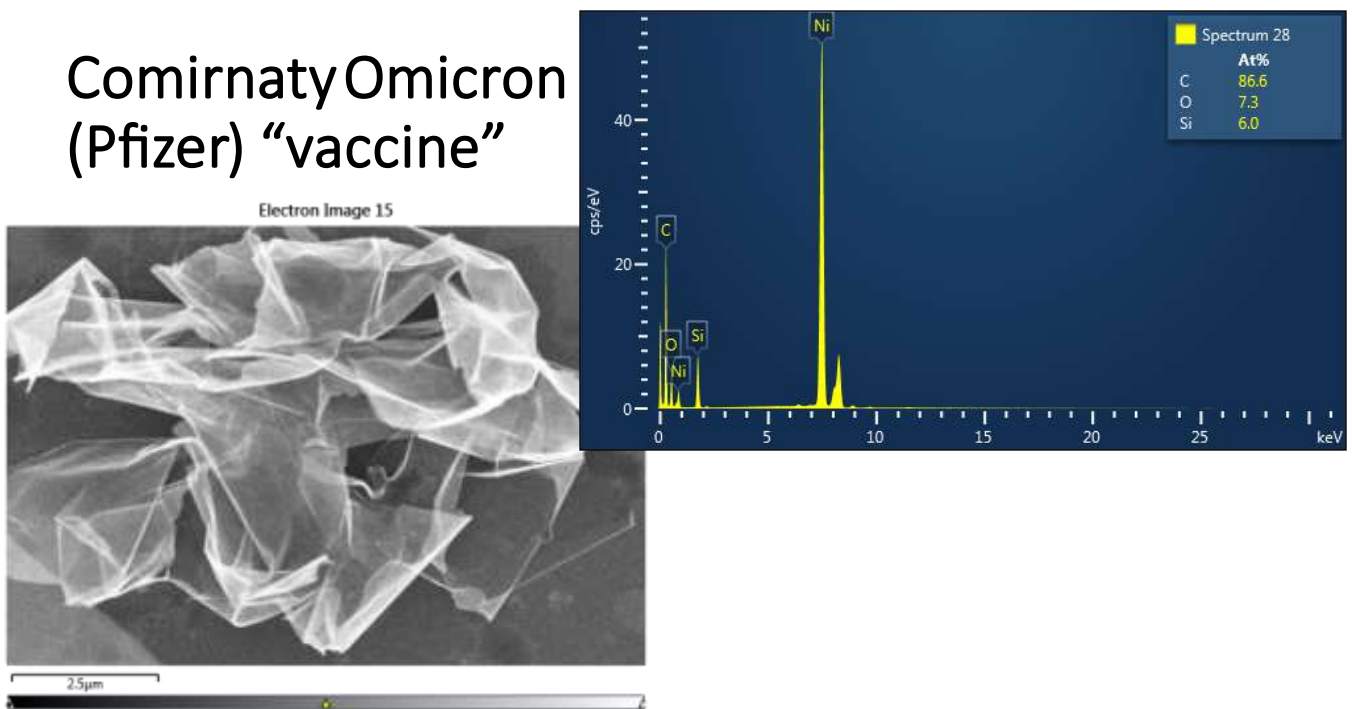 Comirnaty Omicron
(Pfizer) “vaccine”
Electron Image 15
2.5μm
Ni
Spectrum 28
At%
C 86.6
O 7.3
Si 6.0
40
cps/eV
C
20
Si
O
Ni
0
0 5 10 15 20 25 keV